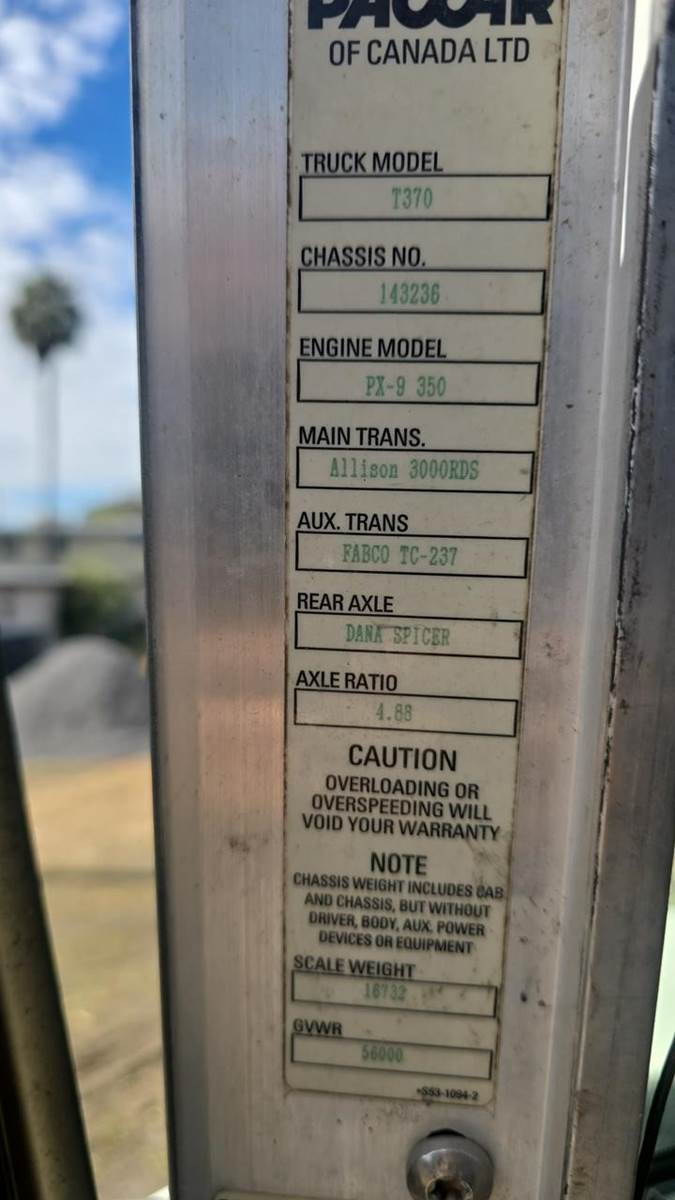 PACCAR
OF CANADA LTD
TRUCK MODEL
T370
CHASSIS NO.
143236
ENGINE MODEL
PX-9 350
MAIN TRANS.
Allison 3000RDS
AUX. TRANS
FABCO TC-237
REAR AXLE
DANA SPICER
AXLE RATIO
4.88
CAUTION
OVERLOADING OR
OVERSPEEDING WILL
VOID YOUR WARRANTY
NOTE
CHASSIS WEIGHT INCLUDES CAB
AND CHASSIS, BUT WITHOUT
DRIVER, BODY, AUX. POWER
DEVICES OR EQUIPMENT
SCALE WEIGHT
16732
GVWR
56000
*S53-1094-2